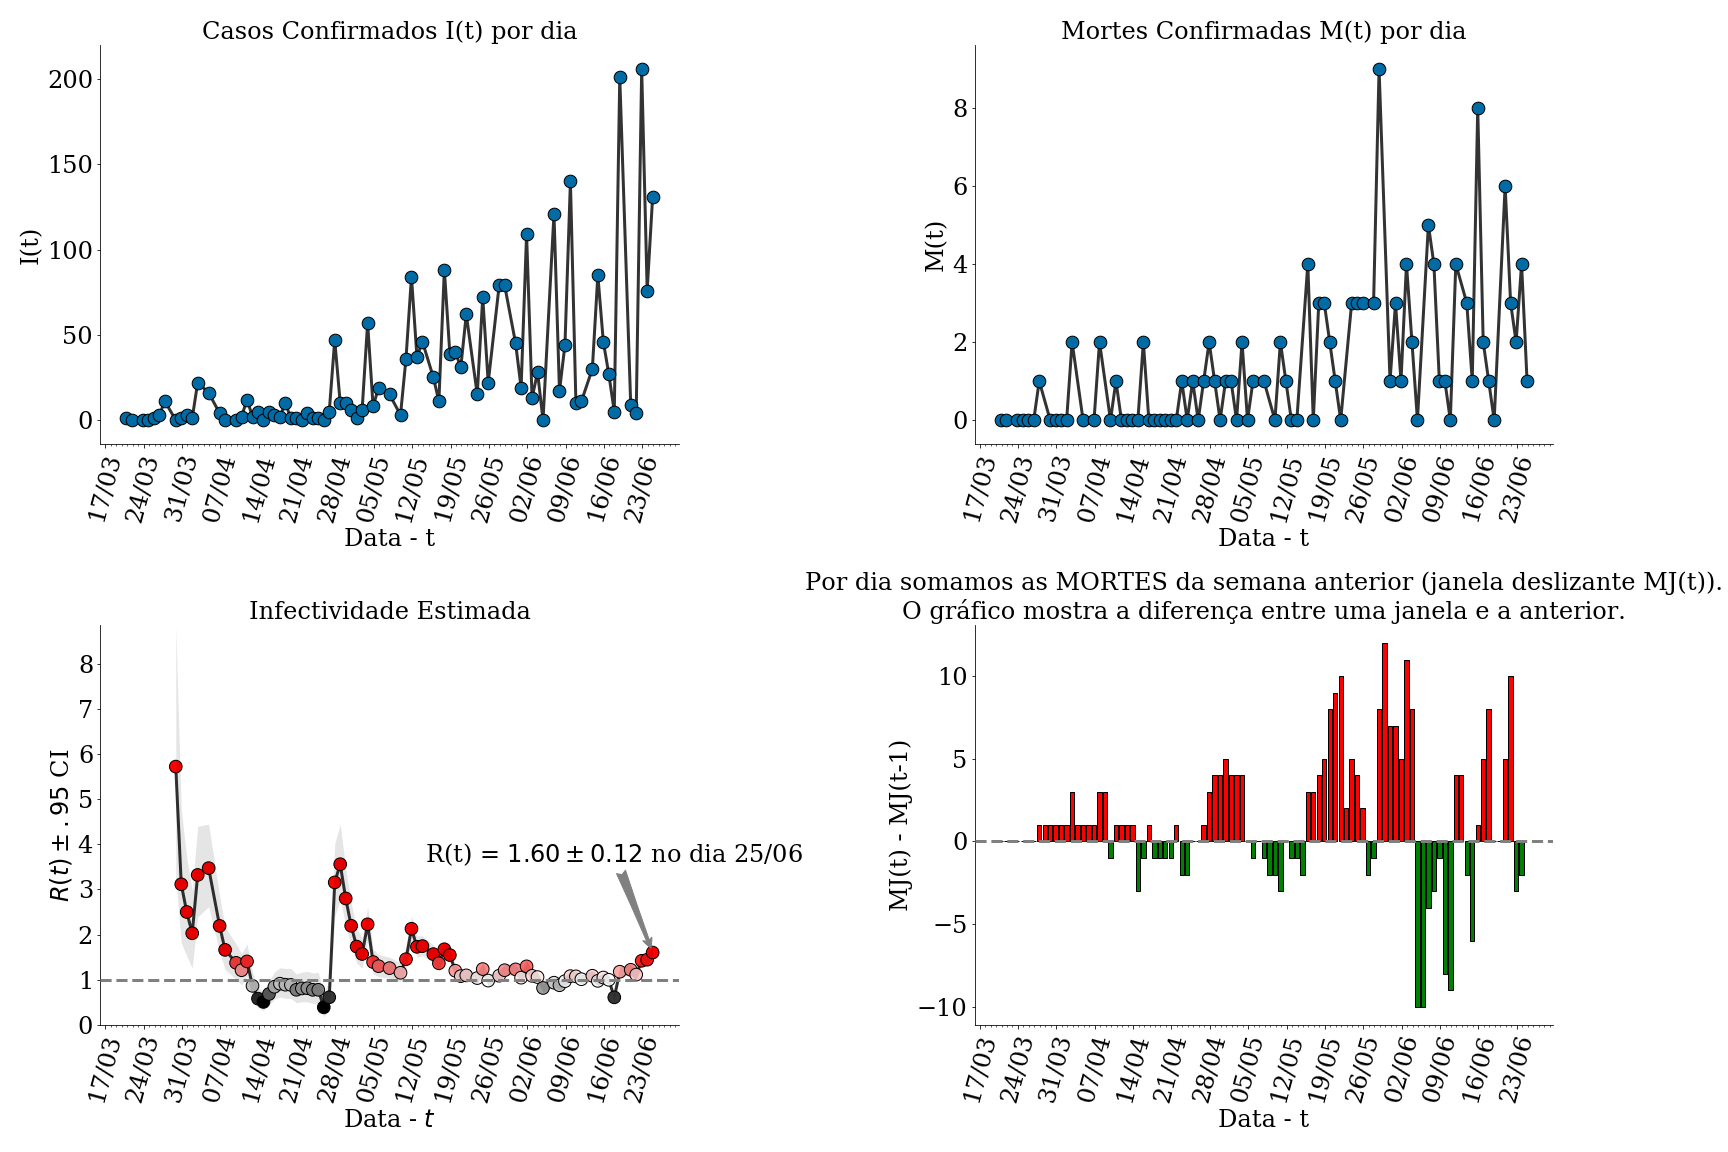 Casos Confirmados I(t) por dia
I(t)
200
150
100
50
0
17/03 24/03 31/03 07/04 14/04 21/04 28/04 05/05 12/05 19/05 26/05 02/06 09/06 16/06 23/06
Data - t
Mortes Confirmadas M(t) por dia
M(t)
8
6
4
2
0
17/03 24/03 31/03 07/04 14/04 21/04 28/04 05/05 12/05 19/05 26/05 02/06 09/06 16/06 23/06
Data - t
Infectividade Estimada
R(t) ± .95 CI
8
7
6
5
4
3
2
1
0
R(t) = 1.60 ± 0.12 no dia 25/06
17/03 24/03 31/03 07/04 14/04 21/04 28/04 05/05 12/05 19/05 26/05 02/06 09/06 16/06 23/06
Data - t
Por dia somamos as MORTES da semana anterior (janela deslizante MJ(t)).
O gráfico mostra a diferença entre uma janela e a anterior.
MJ(t) - MJ(t-1)
10
5
0
−5
−10
17/03 24/03 31/03 07/04 14/04 21/04 28/04 05/05 12/05 19/05 26/05 02/06 09/06 16/06 23/06
Data - t